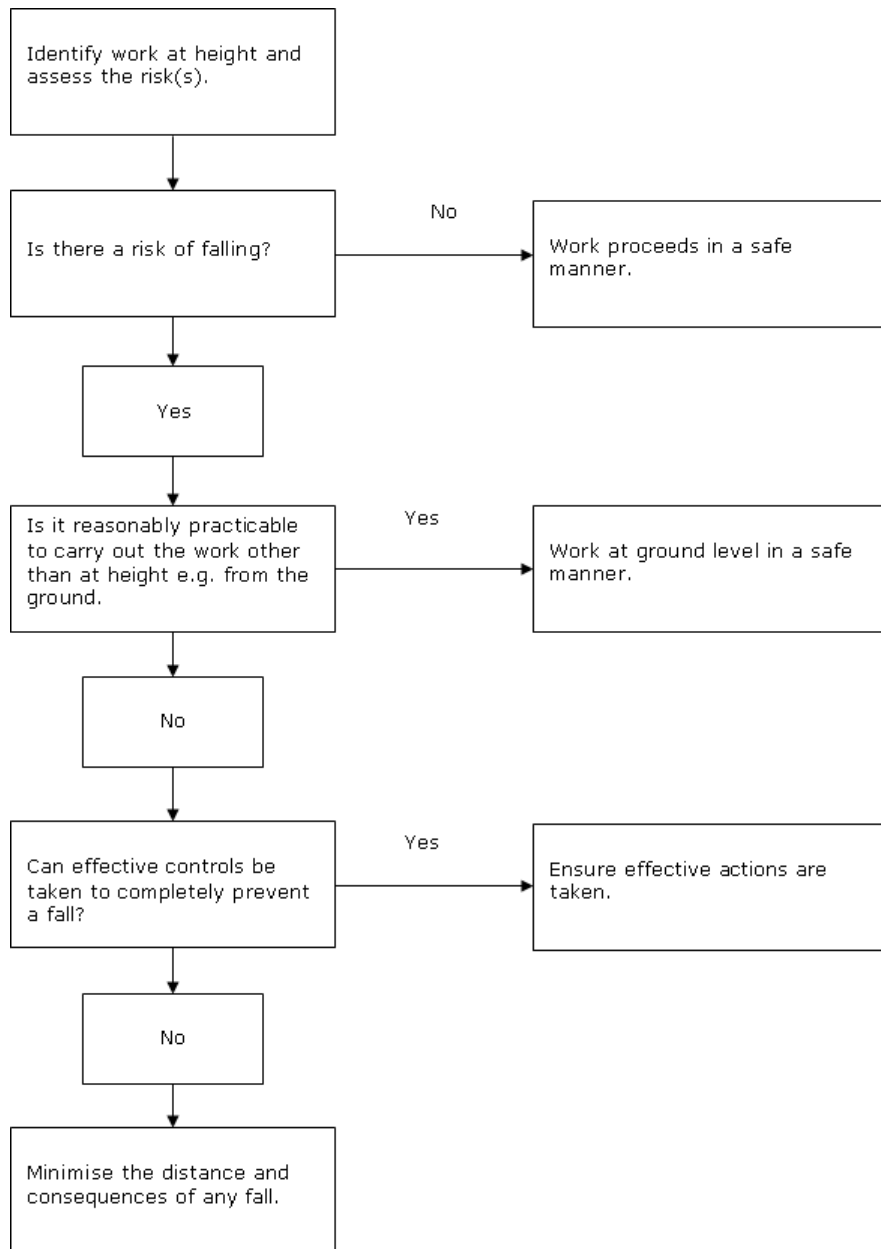 Identify work at height and
assess the risk(s).
Is there a risk of falling?
No
Work proceeds in a safe
manner.
Yes
Is it reasonably practicable
to carry out the work other
than at height e.g. from the
ground.
Yes
Work at ground level in a safe
manner.
No
Can effective controls be
taken to completely prevent
a fall?
Yes
Ensure effective actions are
taken.
No
Minimise the distance and
consequences of any fall.